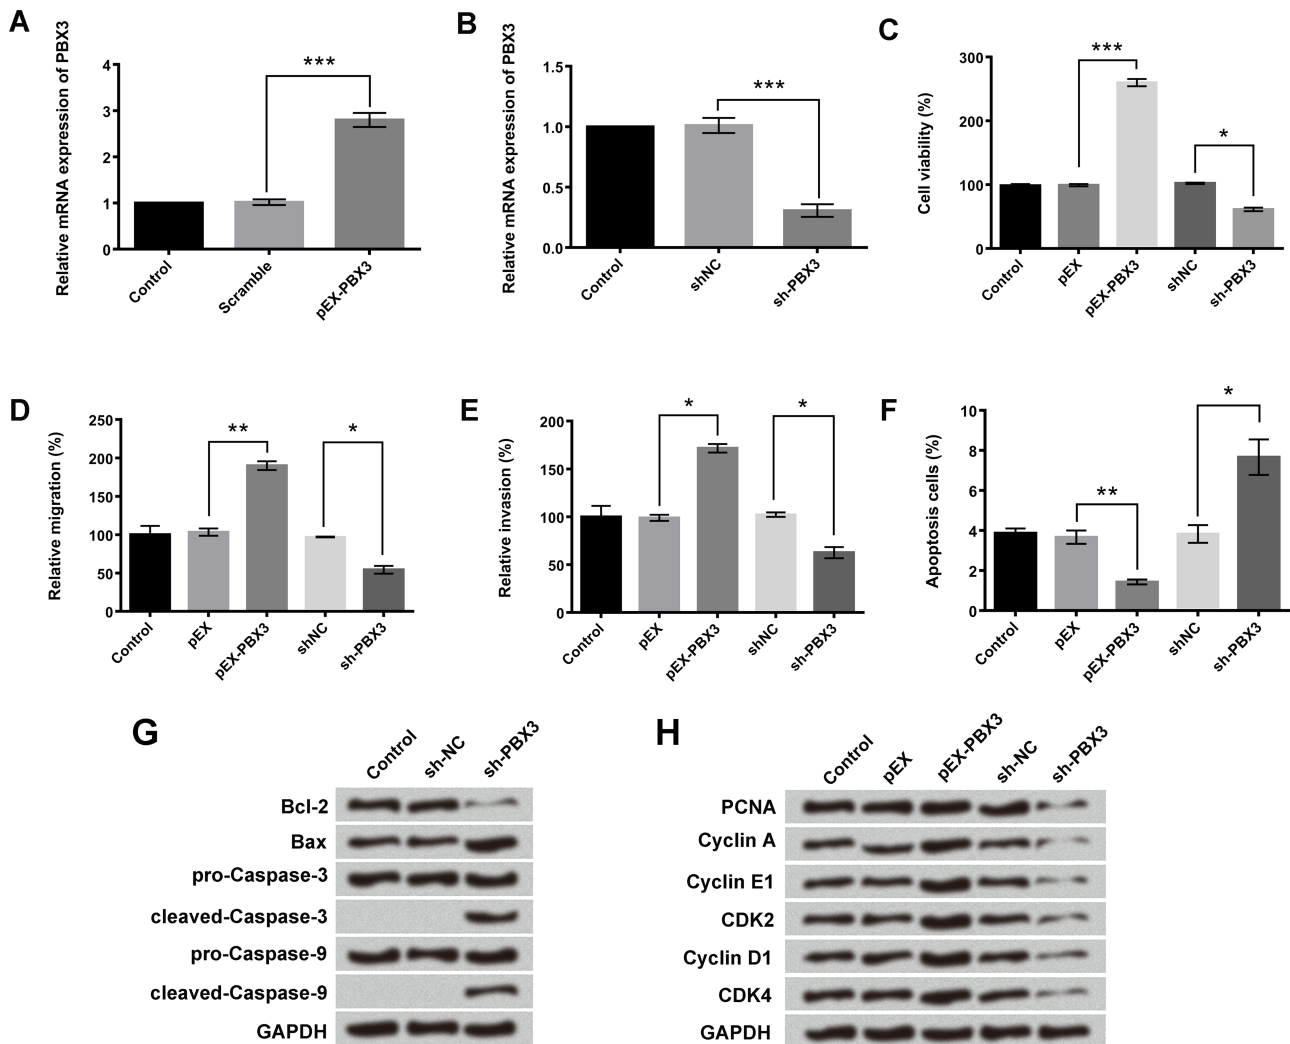 A
Relative mRNA expression of PBX3
4
3
2
1
0
***
Control
Scramble
pEX-PBX3
B
Relative mRNA expression of PBX3
1.5
1.0
0.5
0.0
***
Control
shNC
sh-PBX3
C
Cell viability (%)
300
200
100
0
***
*
Control
pEX
pEX-PBX3
shNC
sh-PBX3
D
Relative migration (%)
250
200
150
100
50
0
**
*
Control
pEX
pEX-PBX3
shNC
sh-PBX3
E
Relative invasion (%)
200
150
100
50
0
*
*
Control
pEX
pEX-PBX3
shNC
sh-PBX3
F
Apoptosis cells (%)
10
8
6
4
2
0
**
*
Control
pEX
pEX-PBX3
shNC
sh-PBX3
G
Control
sh-NC
sh-PBX3
Bcl-2
Bax
pro-Caspase-3
cleaved-Caspase-3
pro-Caspase-9
cleaved-Caspase-9
GAPDH
H
Control
pEX
pEX-PBX3
sh-NC
sh-PBX3
PCNA
Cyclin A
Cyclin E1
CDK2
Cyclin D1
CDK4
GAPDH